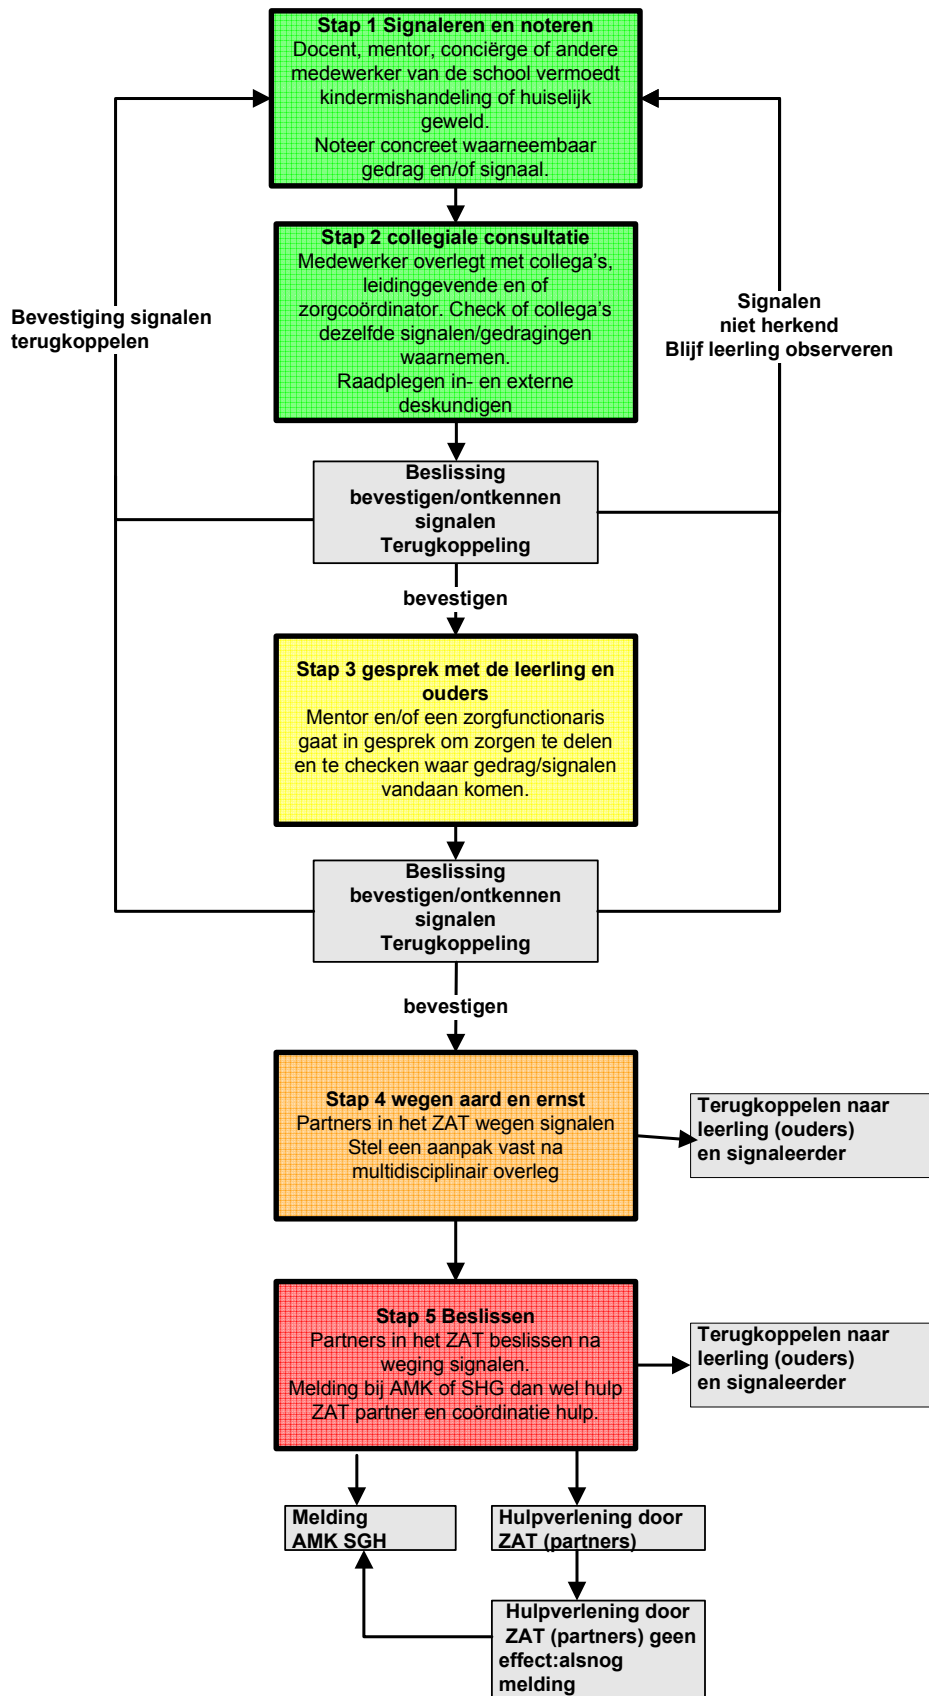 Stap 1 Signaleren en noteren
Docent, mentor, conciërge of andere
medewerker van de school vermoedt
kindermishandeling of huiselijk
geweld.
Noteer concreet waarneembaar
gedrag en/of signaal.
Stap 2 collegiale consultatie
Medewerker overlegt met collega’s,
leidinggevende en of
zorgcoördinator. Check of collega’s
dezelfde signalen/gedragingen
waarnemen.
Raadplegen in- en externe
deskundigen
Bevestiging signalen
terugkoppelen
Signalen
niet herkend
Blijf leerling observeren
Beslissing
bevestigen/ontkennen
signalen
Terugkoppeling
bevestigen
Stap 3 gesprek met de leerling en
ouders
Mentor en/of een zorgfunctionaris
gaat in gesprek om zorgen te delen
en te checken waar gedrag/signalen
vandaan komen.
Beslissing
bevestigen/ontkennen
signalen
Terugkoppeling
bevestigen
Stap 4 wegen aard en ernst
Partners in het ZAT wegen signalen
Stel een aanpak vast na
multidisciplinair overleg
Terugkoppelen naar
leerling (ouders)
en signaleerder
Stap 5 Beslissen
Partners in het ZAT beslissen na
weging signalen.
Melding bij AMK of SHG dan wel hulp
ZAT partner en coördinatie hulp.
Terugkoppelen naar
leerling (ouders)
en signaleerder
Melding
AMK SGH
Hulpverlening door
ZAT (partners)
Hulpverlening door
ZAT (partners) geen
effect:alsnog
melding